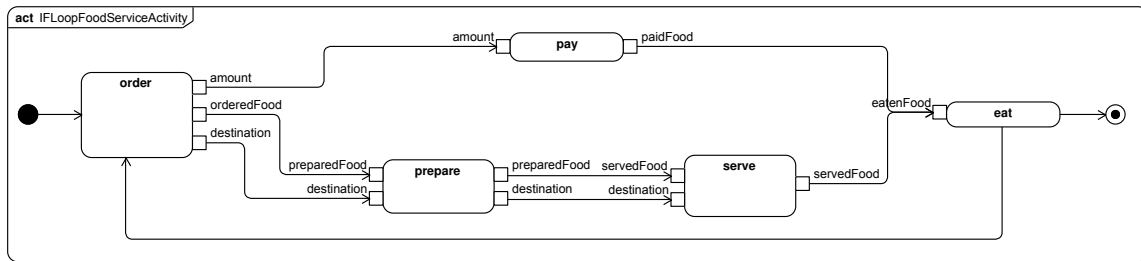 act IFLoopFoodServiceActivity
amount
pay
paidFood
order
amount
orderedFood
destination
eatenFood
eat
preparedFood
destination
prepare
preparedFood
destination
servedFood
destination
serve
servedFood